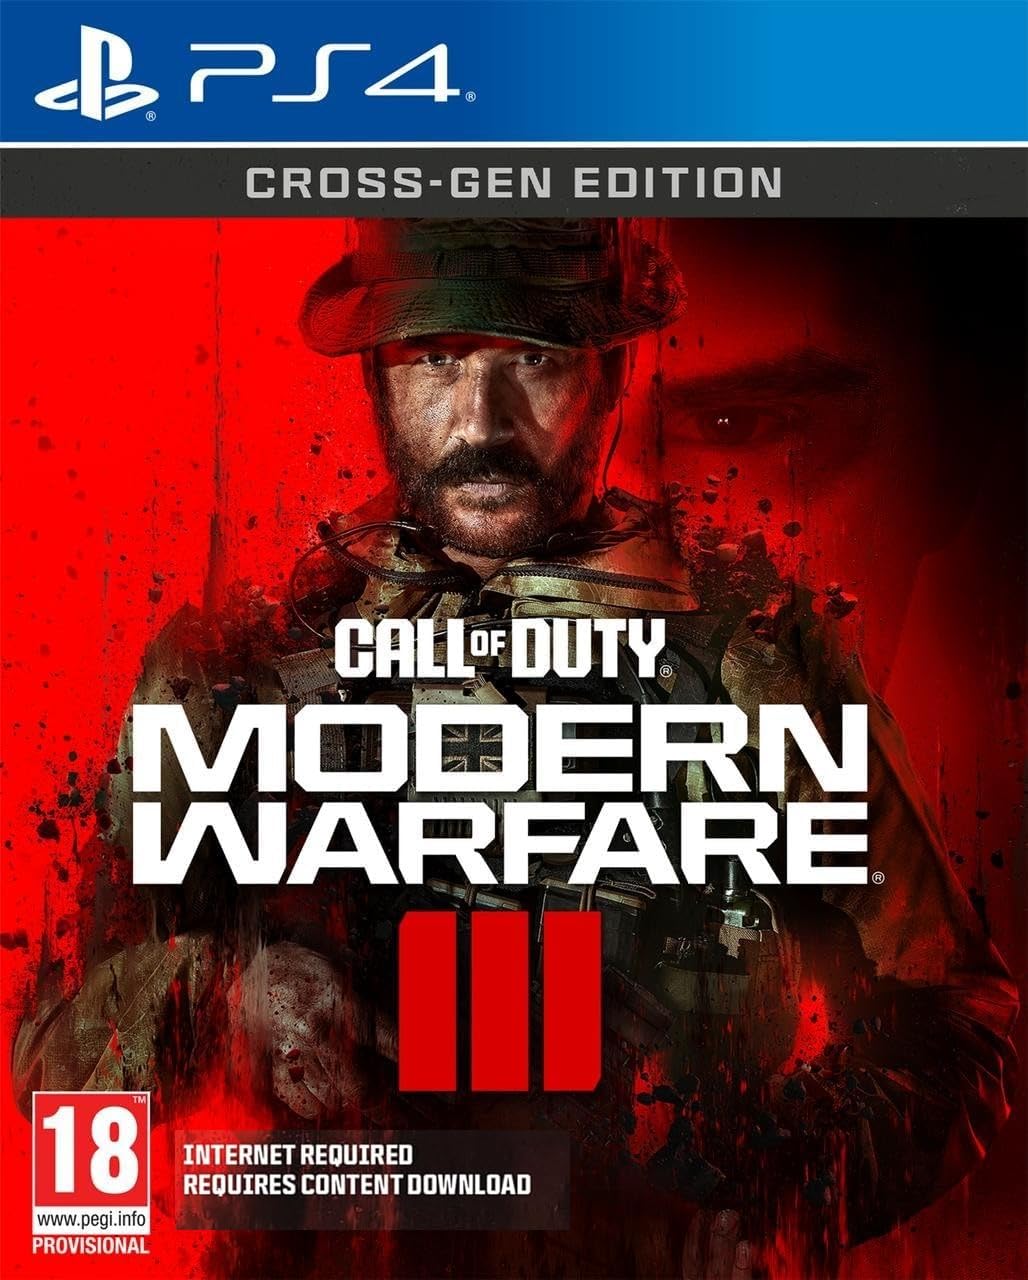 PS4®
CROSS-GEN EDITION
CALL OF DUTY®
MODERN
WARFARE®
III
18™
www.pegi.info
PROVISIONAL
INTERNET REQUIRED
REQUIRES CONTENT DOWNLOAD